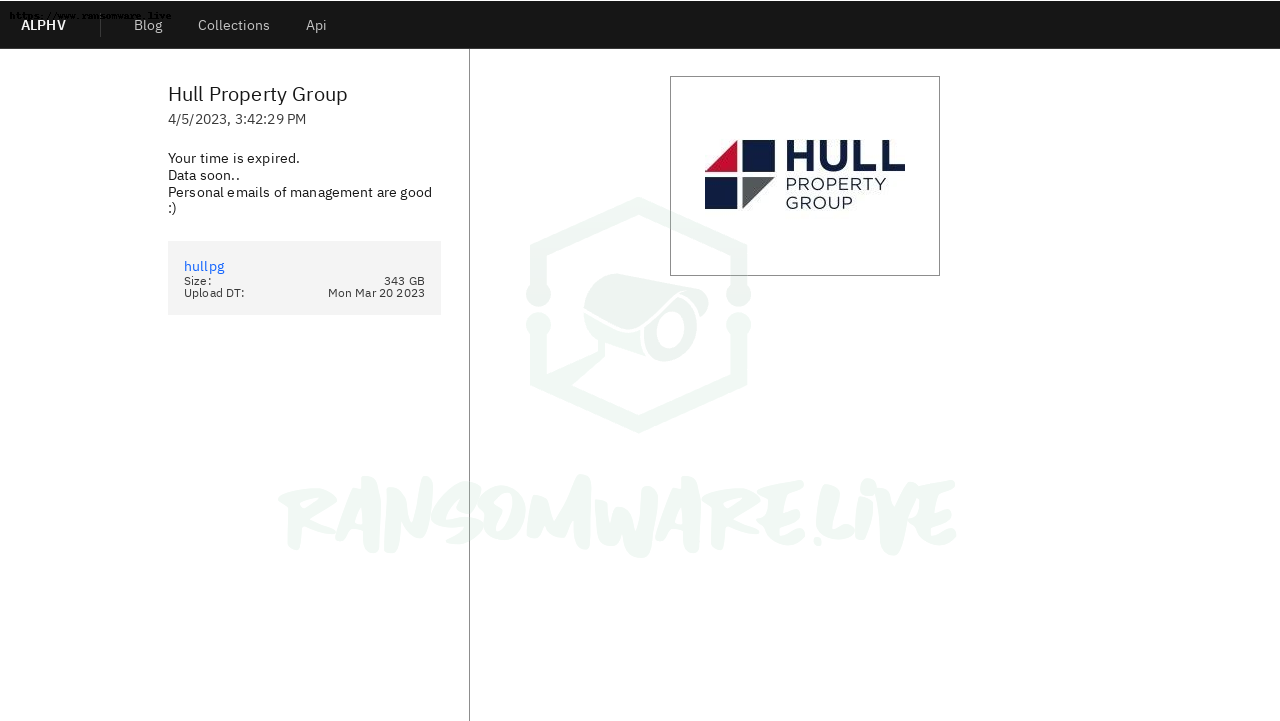 https://www.ransomware.live
ALPHV
Blog
Collections
Api
Hull Property Group
4/5/2023, 3:42:29 PM
Your time is expired.
Data soon..
Personal emails of management are good
:)
hullpg
Size: 343 GB
Upload DT: Mon Mar 20 2023
HULL
PROPERTY
GROUP
RANSOMWARE.LIVE